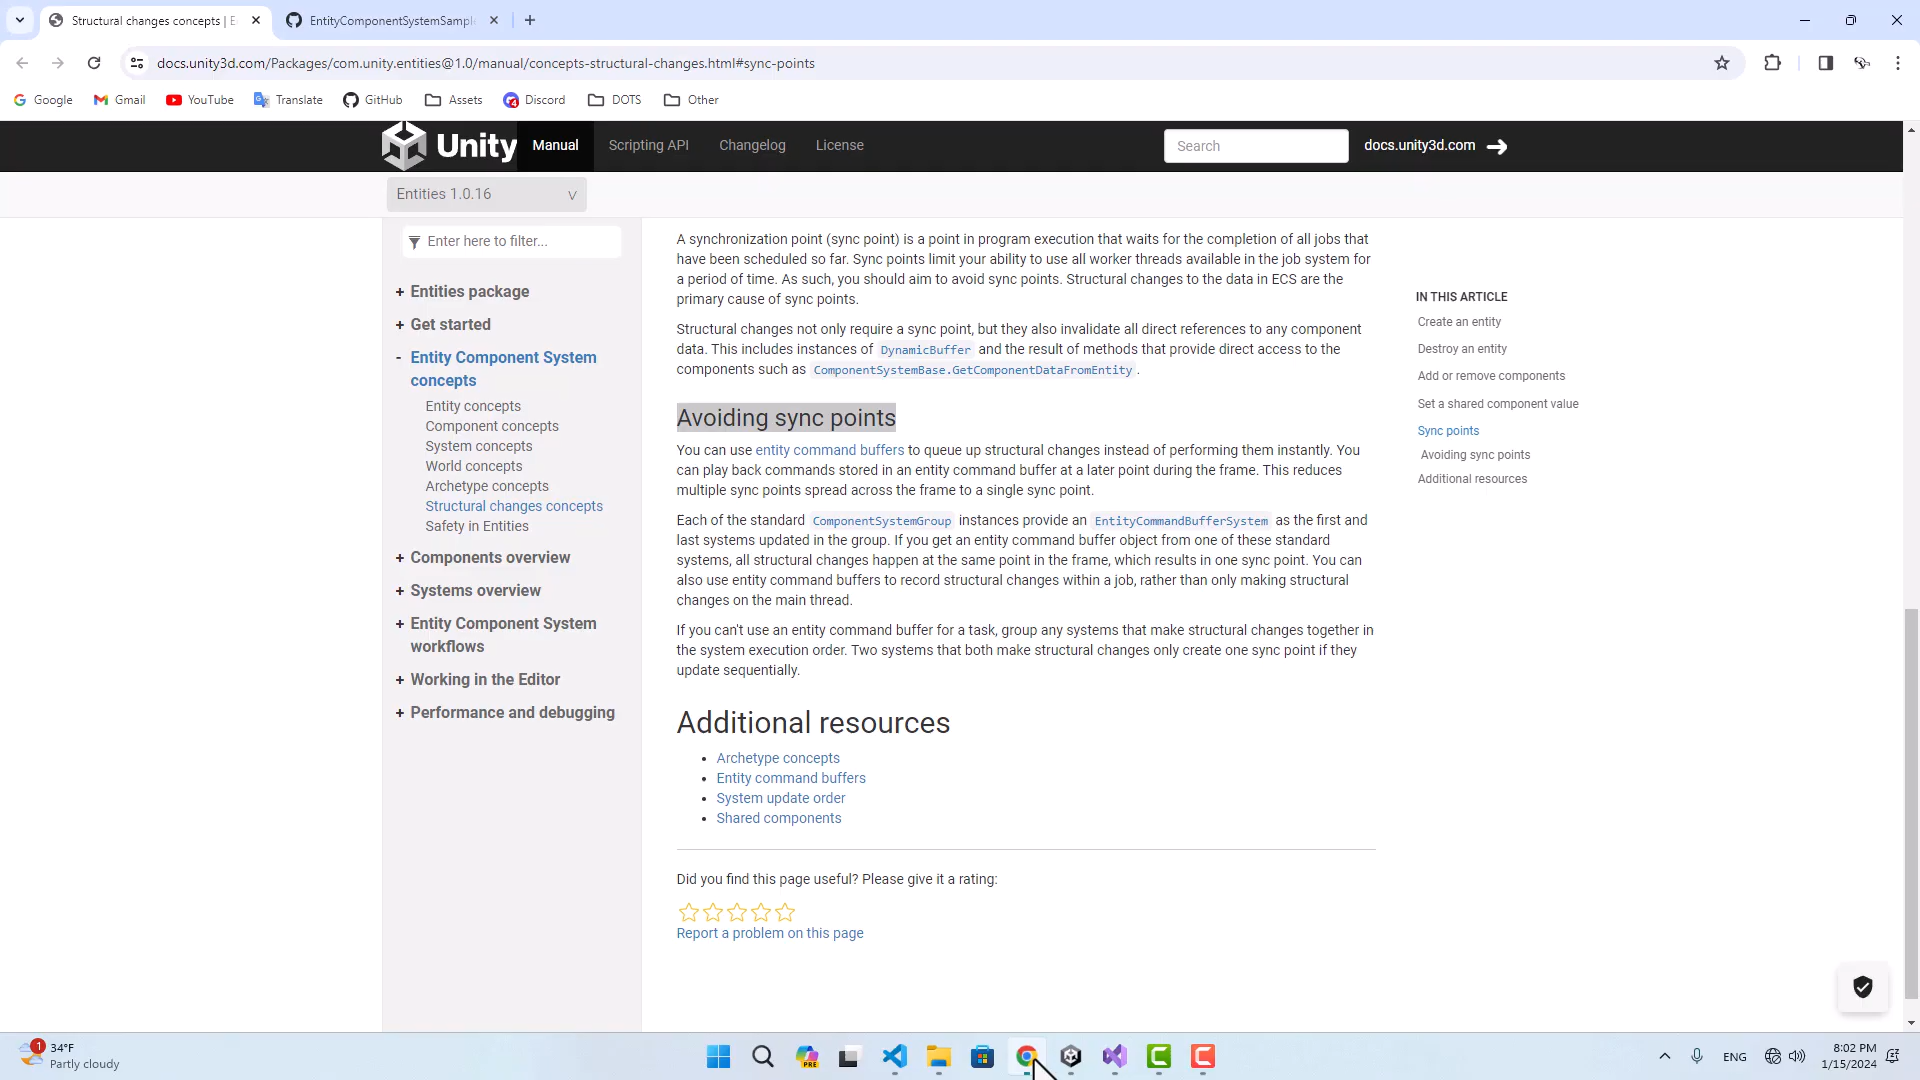 Structural changes concepts | E
EntityComponentSystemSampl
docs.unity3d.com/Packages/com.unity.entities@1.0/manual/concepts-structural-changes.html#sync-points
Google
Gmail
YouTube
Translate
GitHub
Assets
Discord
DOTS
Other
Unity
Manual
Scripting API
Changelog
License
Search
docs.unity3d.com
Entities 1.0.16
Enter here to filter...
+ Entities package
+ Get started
- Entity Component System
concepts
Entity concepts
Component concepts
System concepts
World concepts
Archetype concepts
Structural changes concepts
Safety in Entities
+ Components overview
+ Systems overview
+ Entity Component System
workflows
+ Working in the Editor
+ Performance and debugging
A synchronization point (sync point) is a point in program execution that waits for the completion of all jobs that
have been scheduled so far. Sync points limit your ability to use all worker threads available in the job system for
a period of time. As such, you should aim to avoid sync points. Structural changes to the data in ECS are the
primary cause of sync points.
Structural changes not only require a sync point, but they also invalidate all direct references to any component
data. This includes instances of DynamicBuffer and the result of methods that provide direct access to the
components such as ComponentSystemBase.GetComponentDataFromEntity.
Avoiding sync points
You can use entity command buffers to queue up structural changes instead of performing them instantly. You
can play back commands stored in an entity command buffer at a later point during the frame. This reduces
multiple sync points spread across the frame to a single sync point.
Each of the standard ComponentSystemGroup instances provide an EntityCommandBufferSystem as the first and
last systems updated in the group. If you get an entity command buffer object from one of these standard
systems, all structural changes happen at the same point in the frame, which results in one sync point. You can
also use entity command buffers to record structural changes within a job, rather than only making structural
changes on the main thread.
If you can't use an entity command buffer for a task, group any systems that make structural changes together in
the system execution order. Two systems that both make structural changes only create one sync point if they
update sequentially.
Additional resources
• Archetype concepts
• Entity command buffers
• System update order
• Shared components
Did you find this page useful? Please give it a rating:
Report a problem on this page
IN THIS ARTICLE
Create an entity
Destroy an entity
Add or remove components
Set a shared component value
Sync points
Avoiding sync points
Additional resources
1
34°F
Partly cloudy
PRE
ENG
8:02 PM
1/15/2024